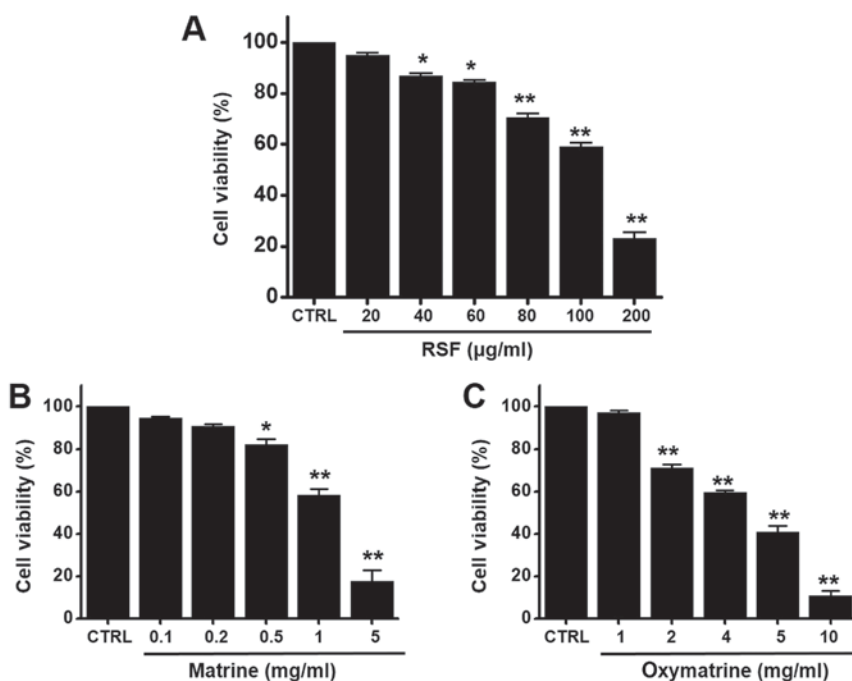 A
Cell viability (%)
100
80
60
40
20
0
*
*
**
**
**
CTRL 20 40 60 80 100 200
RSF (µg/ml)
B
Cell viability (%)
100
80
60
40
20
0
*
**
**
CTRL 0.1 0.2 0.5 1 5
Matrine (mg/ml)
C
Cell viability (%)
100
80
60
40
20
0
**
**
**
**
CTRL 1 2 4 5 10
Oxymatrine (mg/ml)